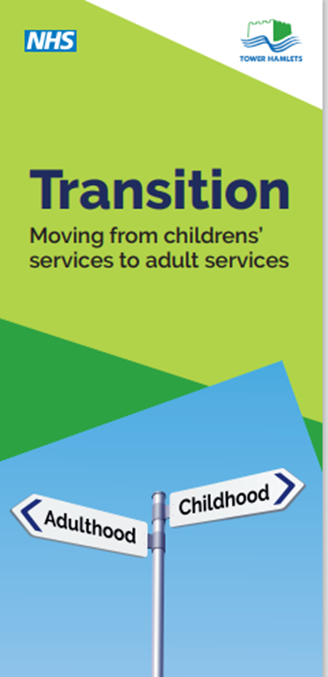 NHS
TOWER HAMLETS
Transition
Moving from childrens’
services to adult services
Childhood
Adulthood